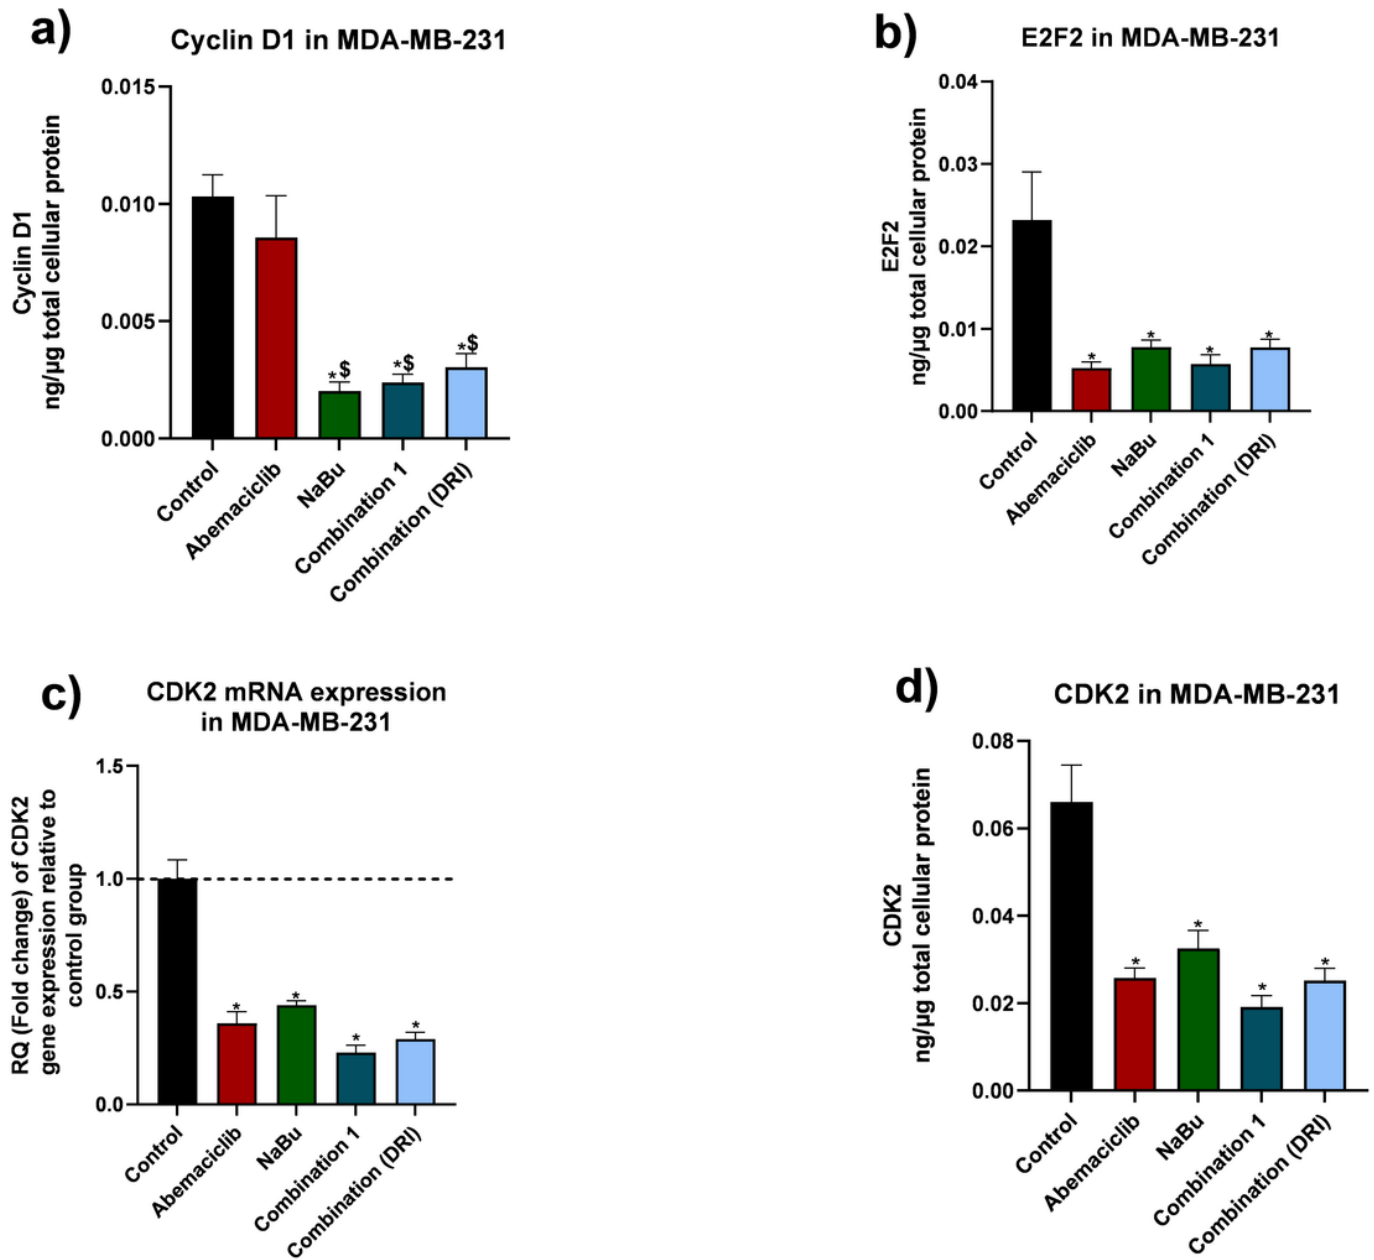 a)
Cyclin D1 in MDA-MB-231
Cyclin D1
ng/µg total cellular protein
0.015
0.010
0.005
0.000
*$
*$
*$
Control
Abemaciclib
NaBu
Combination 1
Combination (DRI)
b)
E2F2 in MDA-MB-231
E2F2
ng/µg total cellular protein
0.04
0.03
0.02
0.01
0.00
*
*
*
*
Control
Abemaciclib
NaBu
Combination 1
Combination (DRI)
c)
CDK2 mRNA expression
in MDA-MB-231
RQ (Fold change) of CDK2
gene expression relative to
control group
1.5
1.0
0.5
0.0
*
*
*
*
Control
Abemaciclib
NaBu
Combination 1
Combination (DRI)
d)
CDK2 in MDA-MB-231
CDK2
ng/µg total cellular protein
0.08
0.06
0.04
0.02
0.00
*
*
*
*
Control
Abemaciclib
NaBu
Combination 1
Combination (DRI)